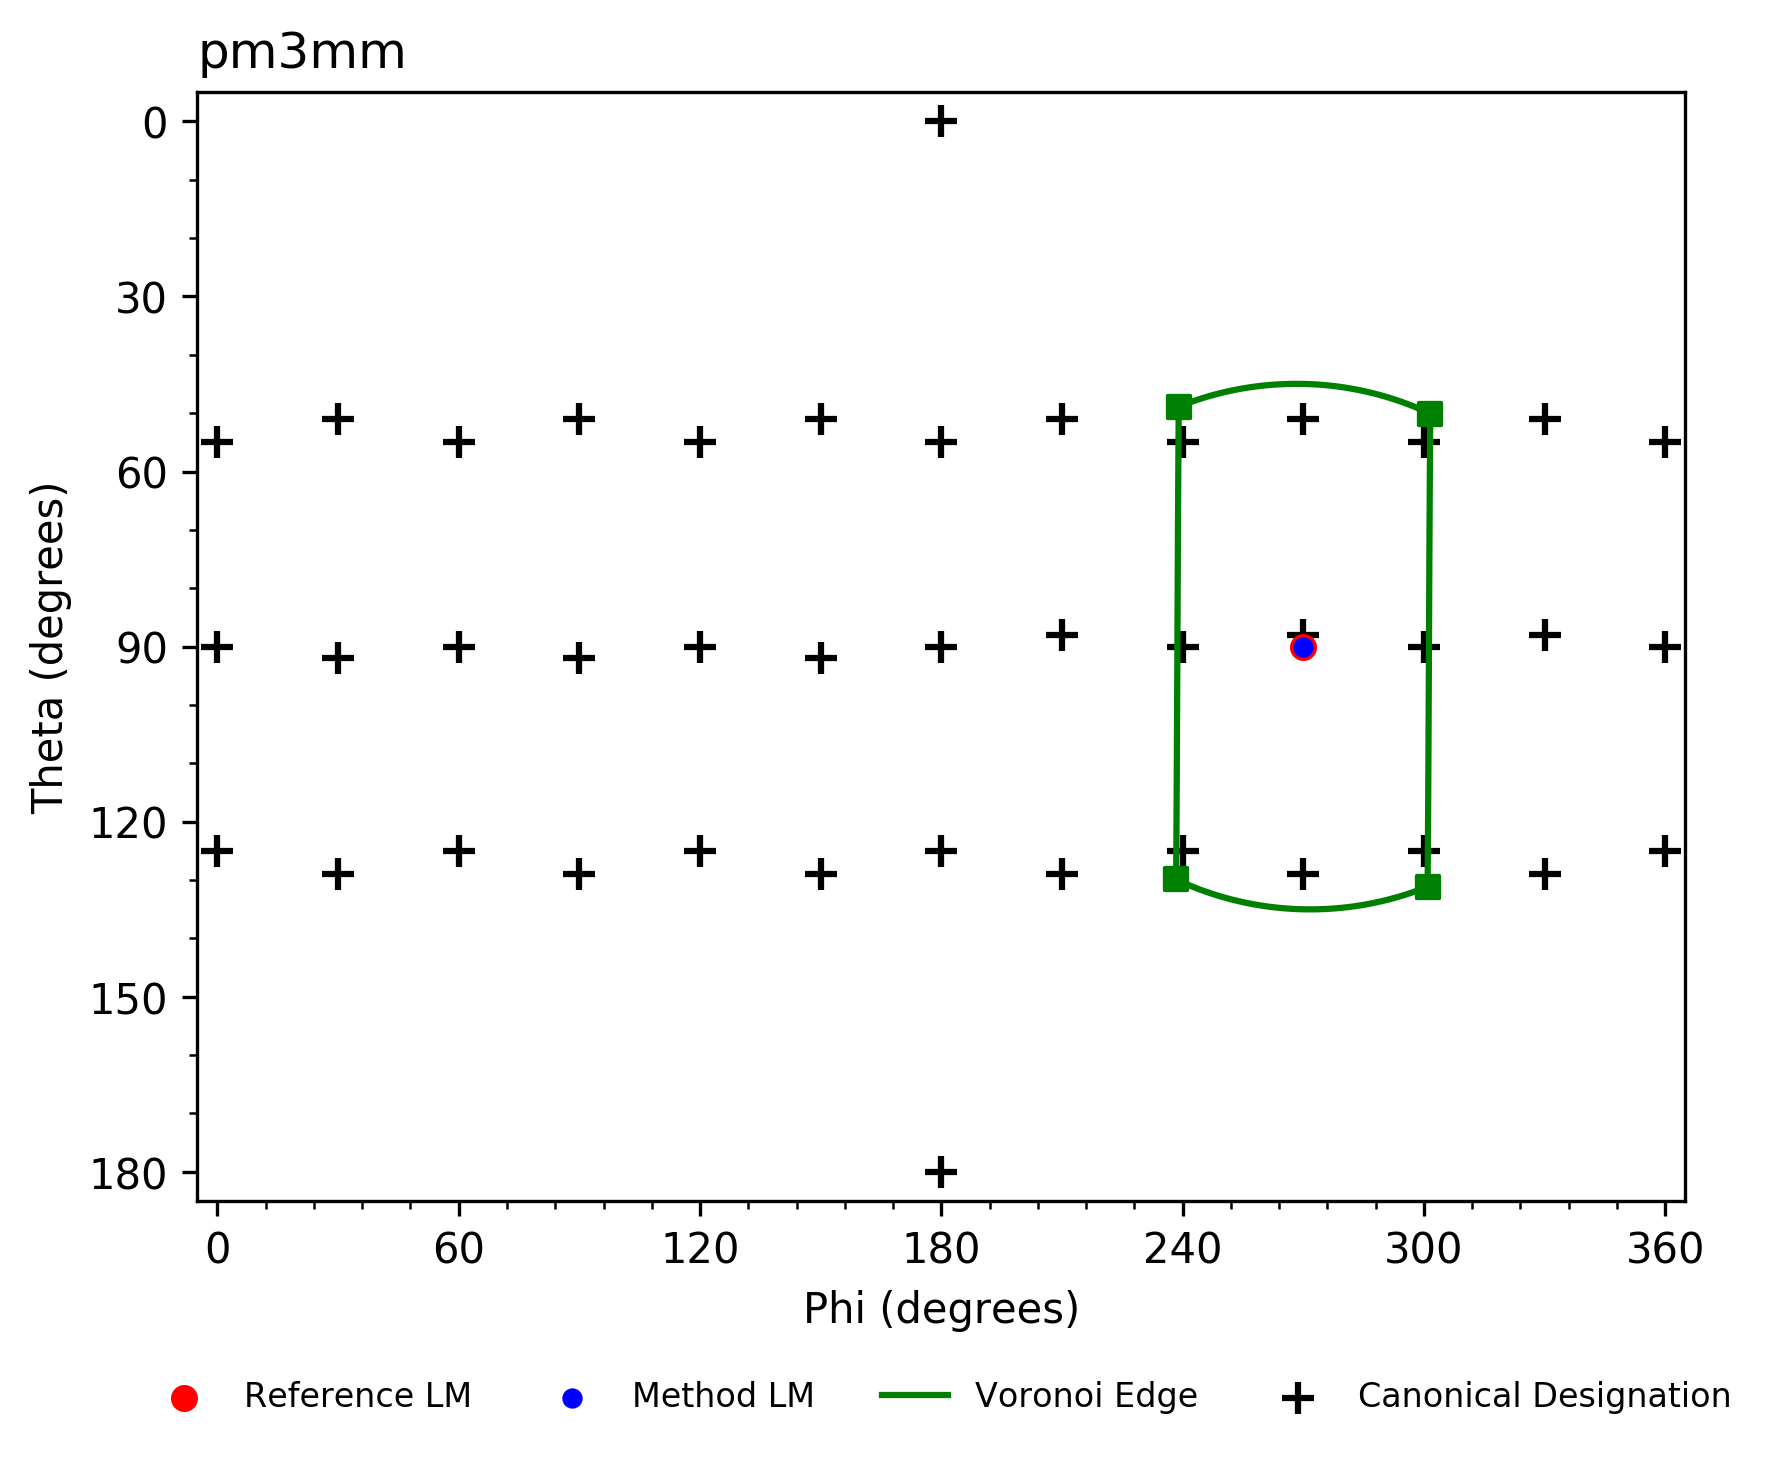 pm3mm
0
30
60
90
120
150
180
Theta (degrees)
0 60 120 180 240 300 360
Phi (degrees)
Reference LM Method LM Voronoi Edge Canonical Designation